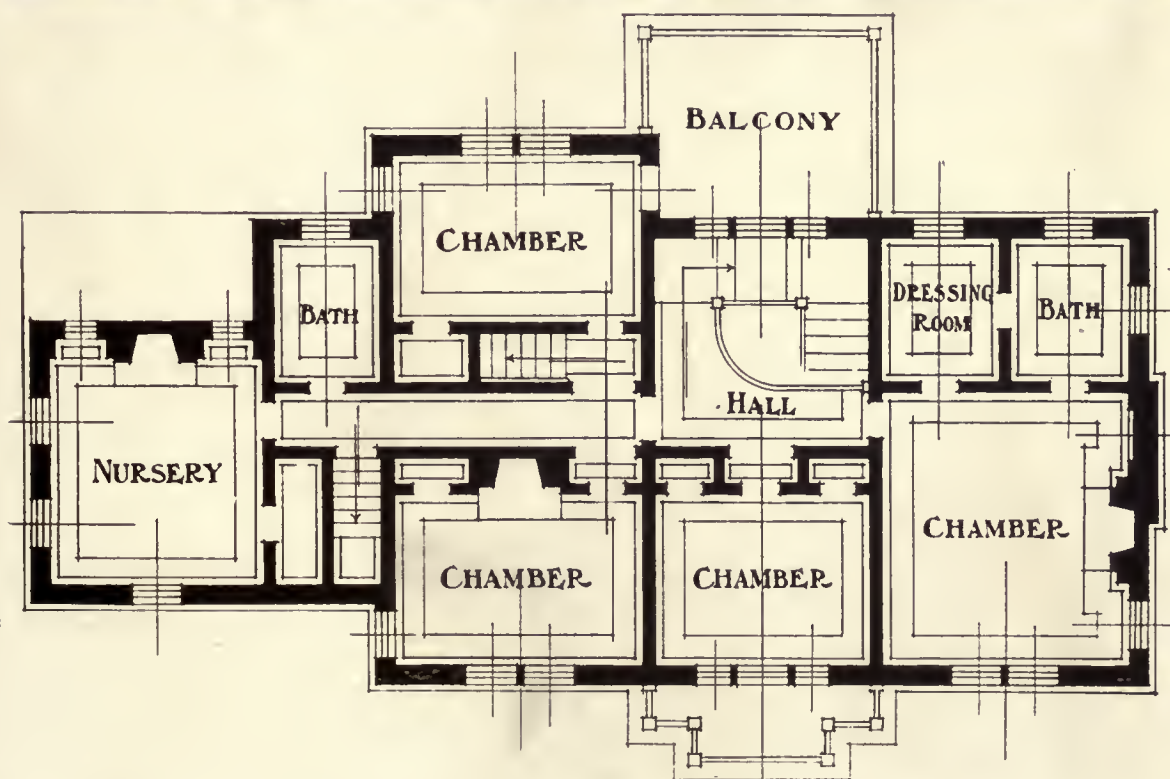 BALCONY
CHAMBER
BATH
DRESSING
ROOM
BATH
HALL
NURSERY
CHAMBER
CHAMBER
CHAMBER